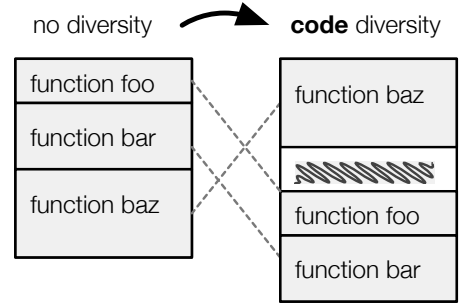 no diversity
code diversity
function foo
function bar
function baz
function baz
function foo
function bar